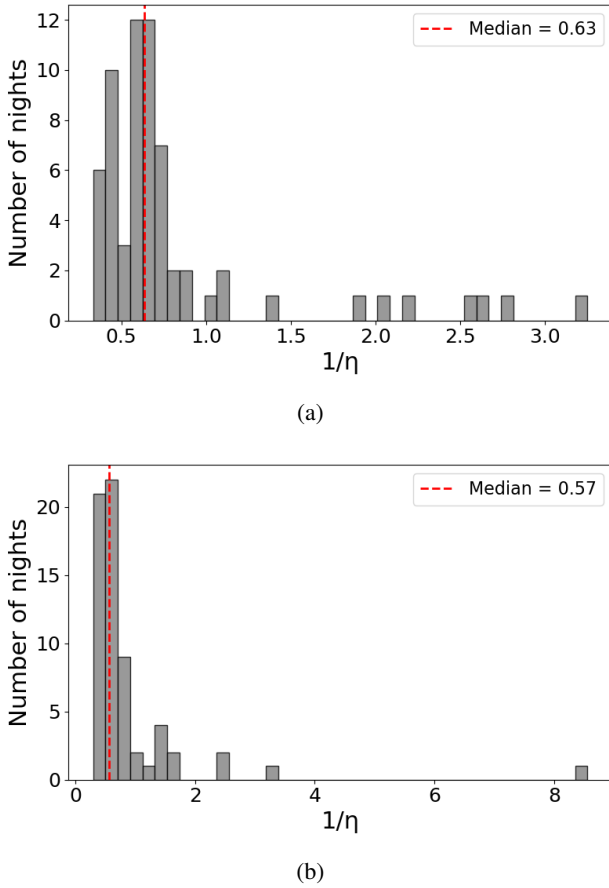 12
10
8
6
4
2
0
Number of nights
Median = 0.63
0.5 1.0 1.5 2.0 2.5 3.0
1/η
(a)
20
15
10
5
0
Number of nights
Median = 0.57
0 2 4 6 8
1/η
(b)